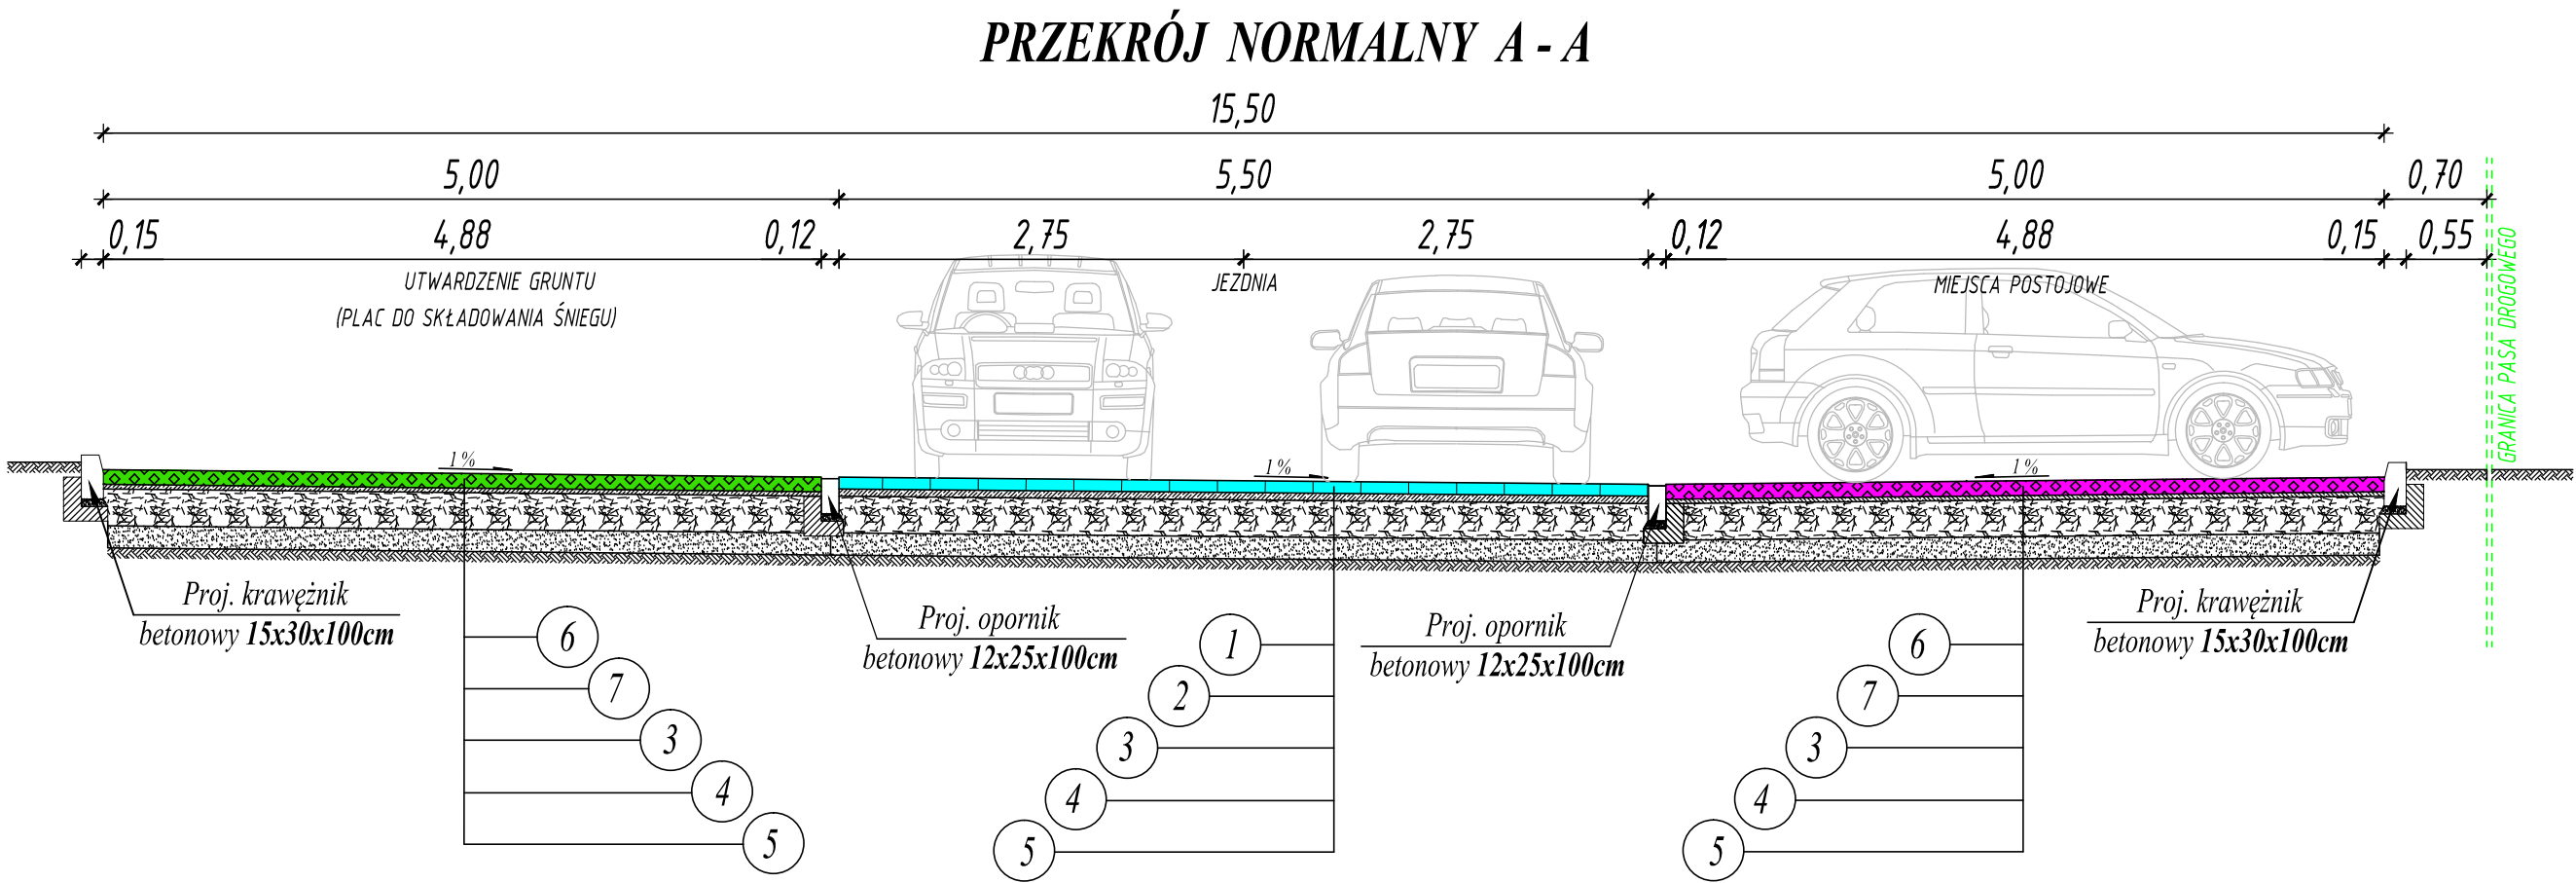 PRZEKRÓJ NORMALNY A - A
15,50
5,00 5,50 5,00 0,70
0,15 4,88 0,12 2,75 2,75 0,12 4,88 0,15 0,55
UTWARDZENIE GRUNTU
(PLAC DO SKŁADOWANIA ŚNIEGU)
JEZDNIA
MIEJSCA POSTOJOWE
GRANICA PASA DROGOWEGO
1% 1% 1%
Proj. krawężnik
betonowy 15x30x100cm
Proj. opornik
betonowy 12x25x100cm
Proj. opornik
betonowy 12x25x100cm
Proj. krawężnik
betonowy 15x30x100cm
6
7
3
4
5
1
2
3
4
5
6
7
3
4
5